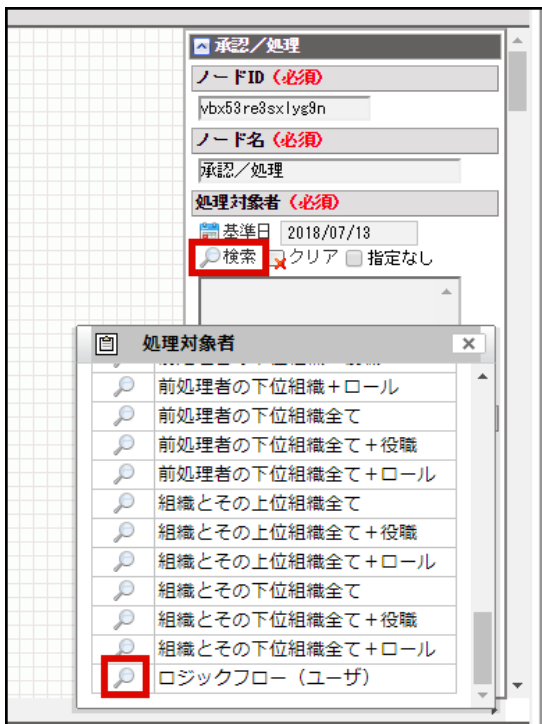 承認／処理
ノードID（必須）
vbx53re3sxlyg9n
ノード名（必須）
承認／処理
処理対象者（必須）
基準日 2018/07/13
検索 クリア 指定なし
処理対象者
前処理者の下位組織＋ロール
前処理者の下位組織全て
前処理者の下位組織全て＋役職
前処理者の下位組織全て＋ロール
組織とその上位組織全て
組織とその上位組織全て＋役職
組織とその上位組織全て＋ロール
組織とその下位組織全て
組織とその下位組織全て＋役職
組織とその下位組織全て＋ロール
ロジックフロー（ユーザ）